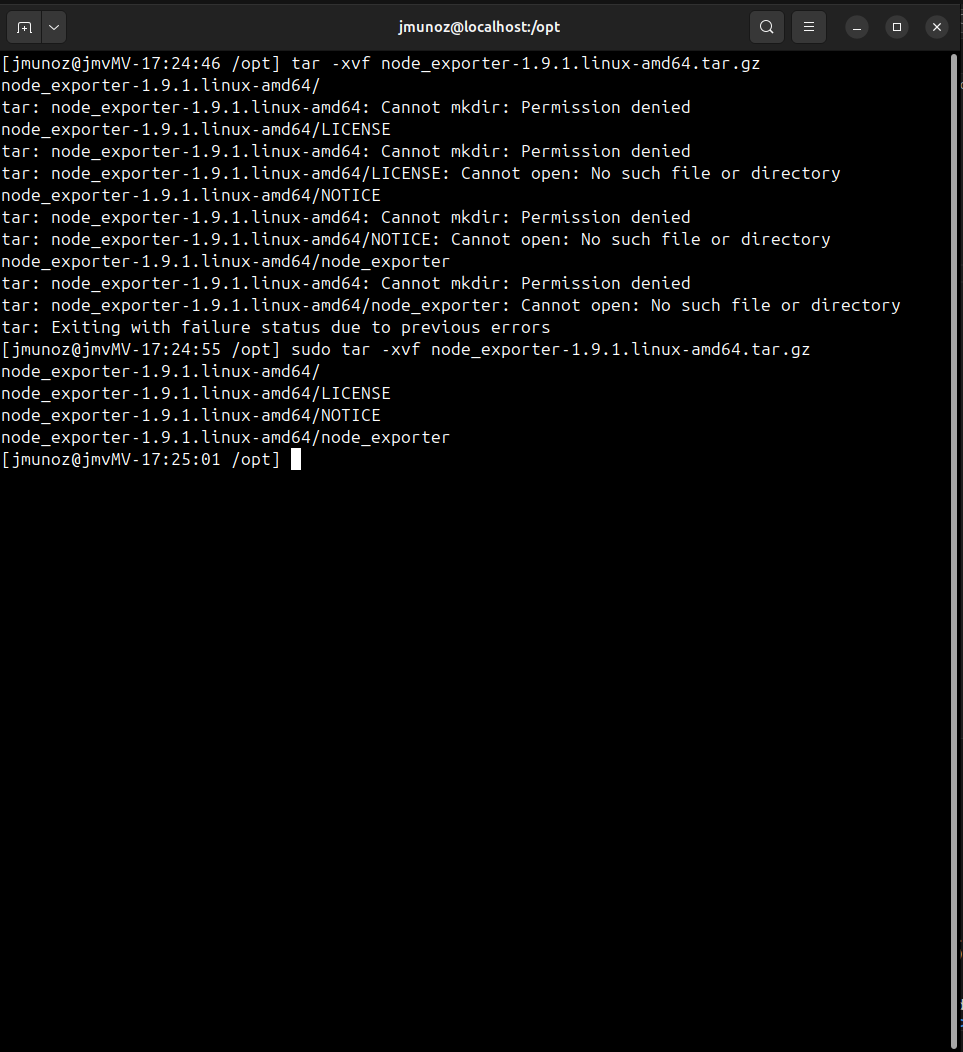 jmunoz@localhost:/opt
[jmunoz@jmvMV-17:24:46 /opt] tar -xvf node_exporter-1.9.1.linux-amd64.tar.gz
node_exporter-1.9.1.linux-amd64/
tar: node_exporter-1.9.1.linux-amd64: Cannot mkdir: Permission denied
node_exporter-1.9.1.linux-amd64/LICENSE
tar: node_exporter-1.9.1.linux-amd64: Cannot mkdir: Permission denied
tar: node_exporter-1.9.1.linux-amd64/LICENSE: Cannot open: No such file or directory
node_exporter-1.9.1.linux-amd64/NOTICE
tar: node_exporter-1.9.1.linux-amd64: Cannot mkdir: Permission denied
tar: node_exporter-1.9.1.linux-amd64/NOTICE: Cannot open: No such file or directory
node_exporter-1.9.1.linux-amd64/node_exporter
tar: node_exporter-1.9.1.linux-amd64: Cannot mkdir: Permission denied
tar: node_exporter-1.9.1.linux-amd64/node_exporter: Cannot open: No such file or directory
tar: Exiting with failure status due to previous errors
[jmunoz@jmvMV-17:24:55 /opt] sudo tar -xvf node_exporter-1.9.1.linux-amd64.tar.gz
node_exporter-1.9.1.linux-amd64/
node_exporter-1.9.1.linux-amd64/LICENSE
node_exporter-1.9.1.linux-amd64/NOTICE
node_exporter-1.9.1.linux-amd64/node_exporter
[jmunoz@jmvMV-17:25:01 /opt]